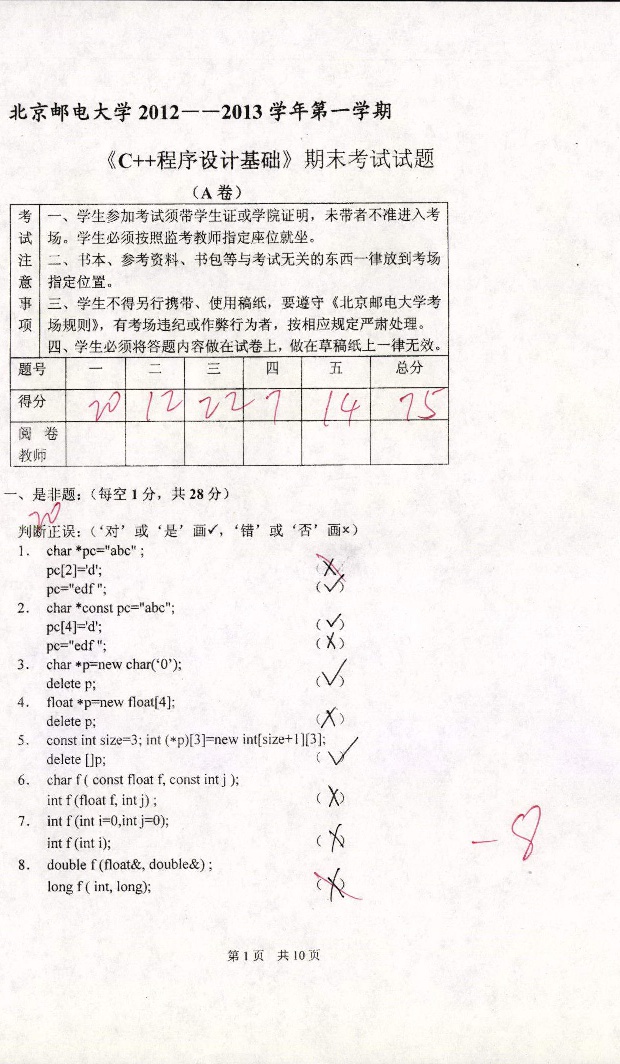 北京邮电大学 2012——2013 学年第一学期
《C++程序设计基础》期末考试试题
（A 卷）
考试注意事项
一、学生参加考试须带学生证或学院证明，未带者不准进入考
场。学生必须按照监考教师指定座位就坐。
二、书本、参考资料、书包等与考试无关的东西一律放到考场
指定位置。
三、学生不得另行携带、使用稿纸，要遵守《北京邮电大学考
场规则》，有考场违纪或作弊行为者，按相应规定严肃处理。
四、学生必须将答题内容做在试卷上，做在草稿纸上一律无效。
题号 一 二 三 四 五 总分
得分 20 12 22 7 14 75
阅卷
教师
一、是非题：（每空 1 分，共 28 分）
20
判断正误：（‘对’或‘是’画✓，‘错’或‘否’画×）
1. char *pc="abc" ;
pc[2]='d'; （×）
pc="edf "; （✓）
2. char *const pc="abc";
pc[4]='d'; （✓）
pc="edf "; （×）
3. char *p=new char(‘0’);
delete p; （✓）
4. float *p=new float[4];
delete p; （×）
5. const int size=3; int (*p)[3]=new int[size+1][3];
delete []p; （✓）
6. char f ( const float f, const int j );
int f (float f, int j) ; （×）
7. int f (int i=0,int j=0);
int f (int i); （×）
-8
8. double f (float&, double&) ;
long f ( int, long); （×）
第 1 页 共 10 页